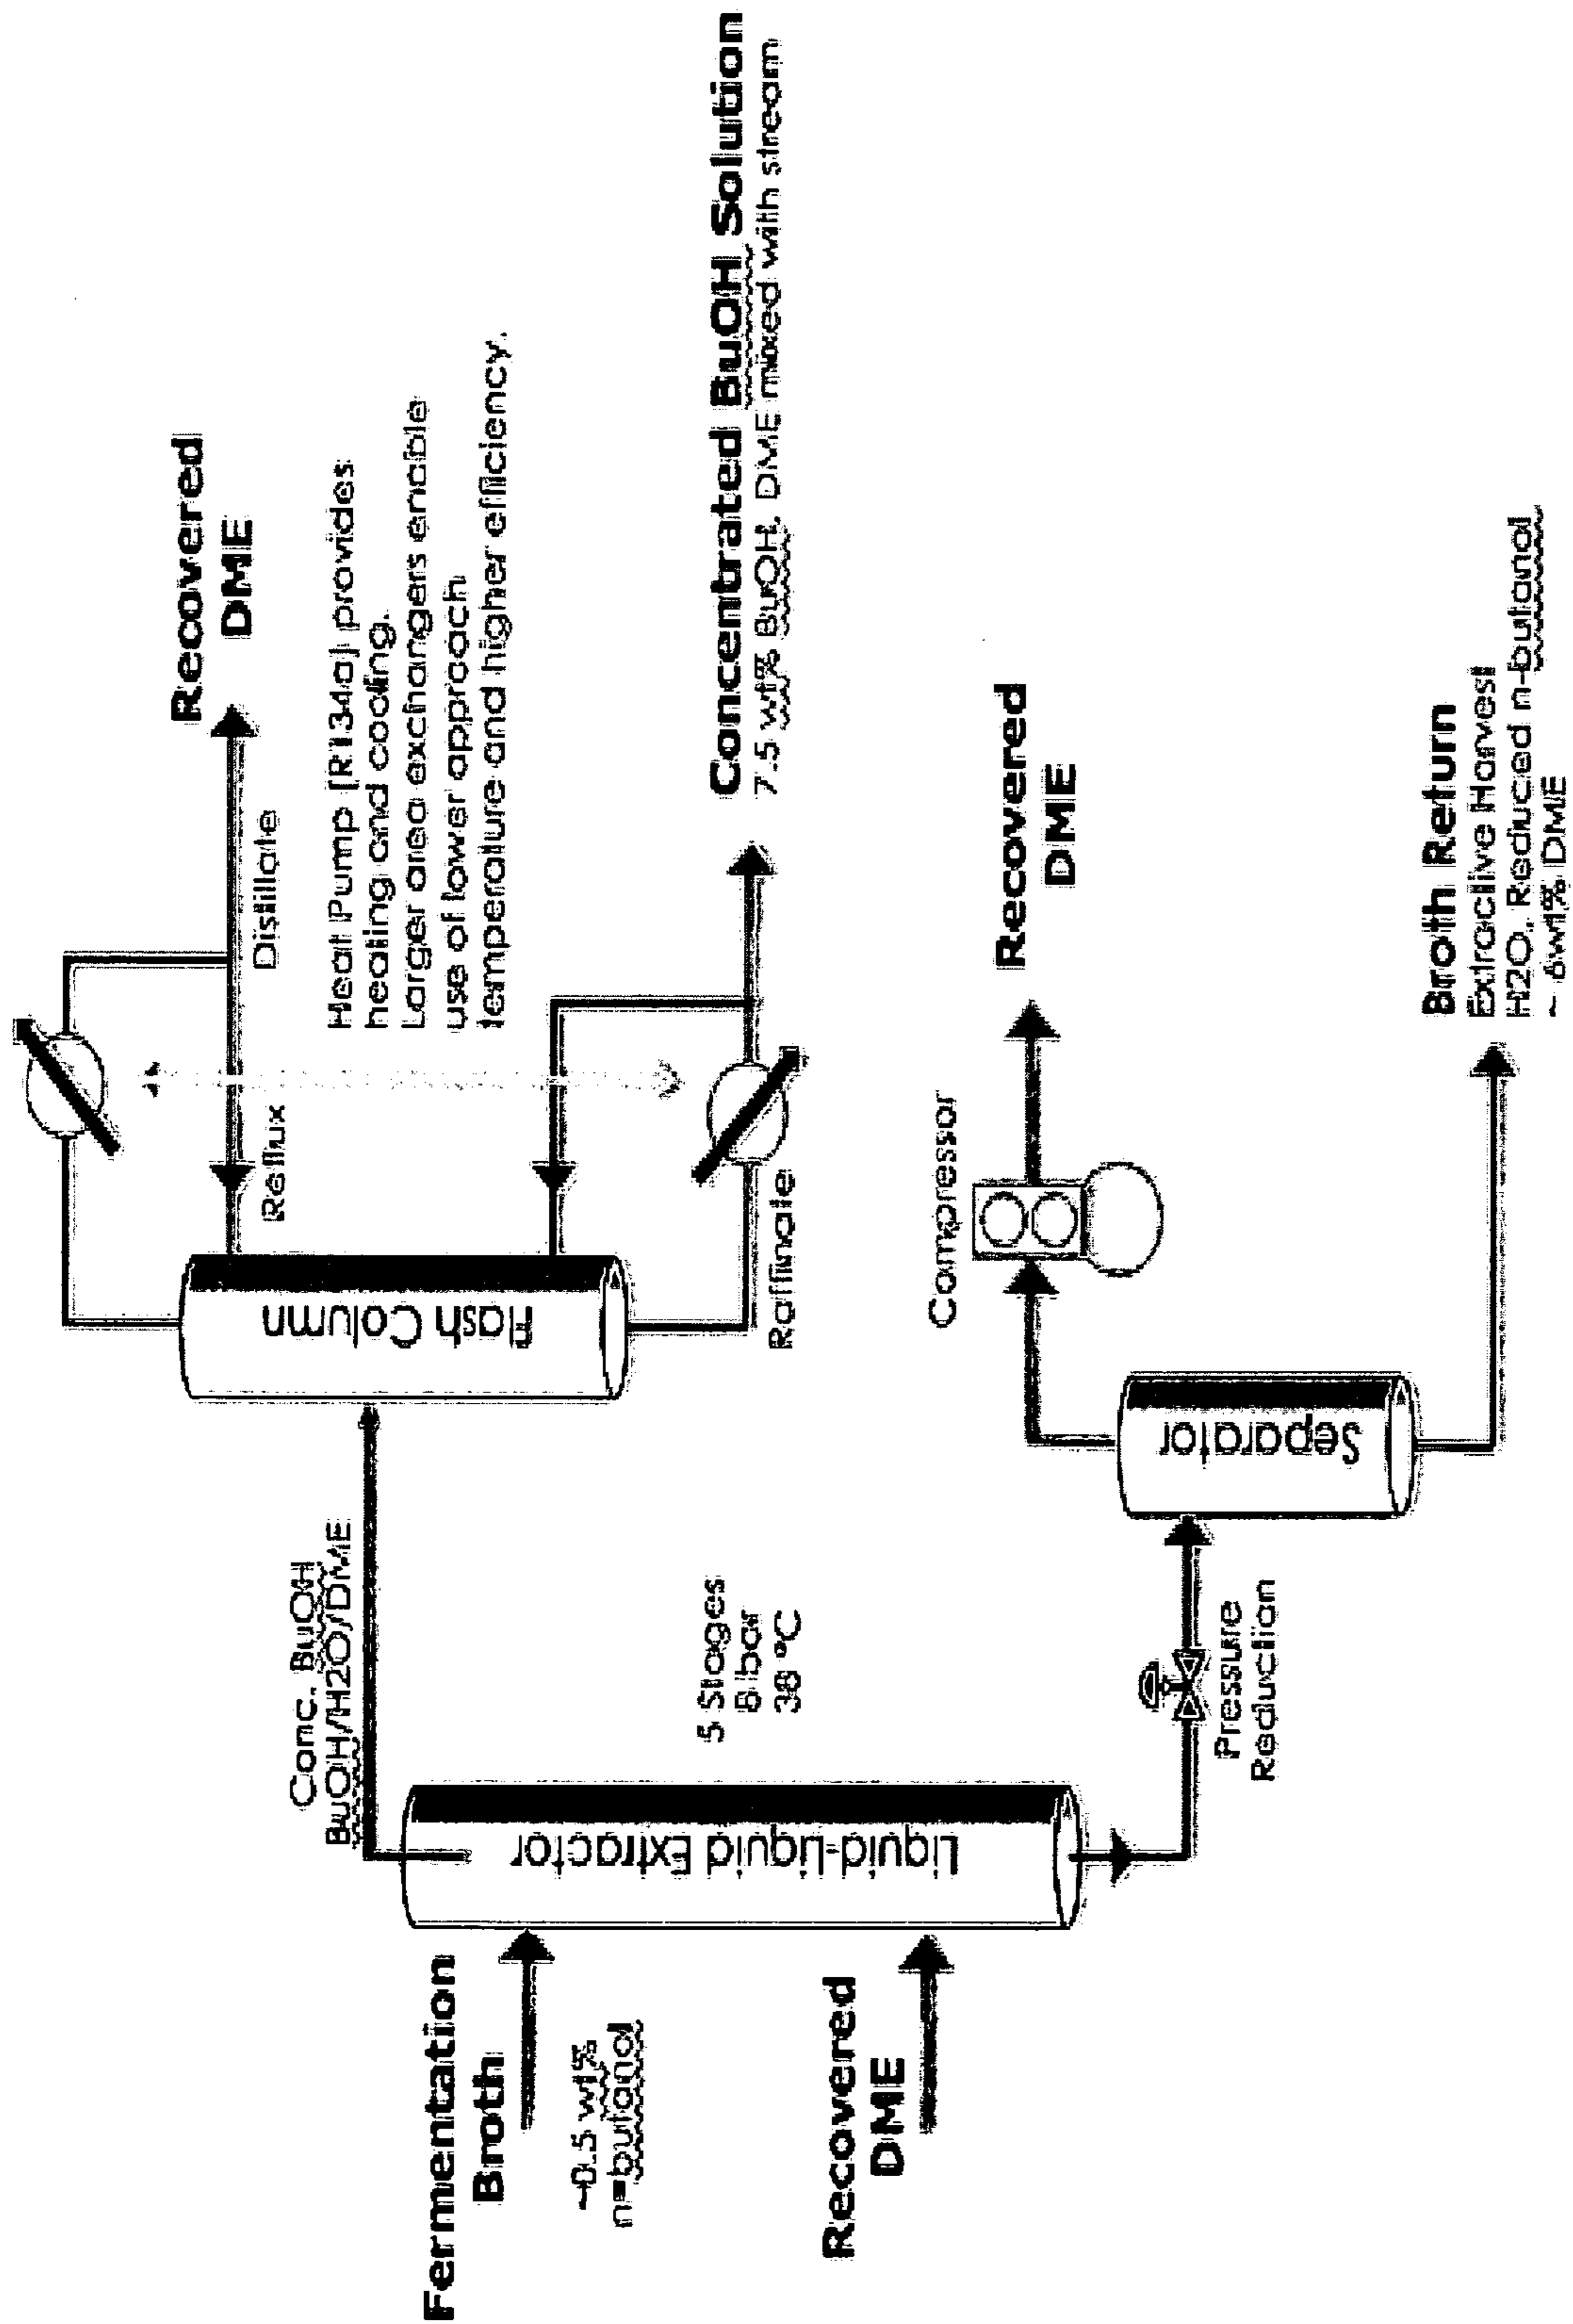 Fermentation
Broth
~0.5 wt%
n-butanol
Recovered
DME
Liquid-Liquid Extractor
5 Stages
8 bar
38 °C
Conc. BuOH
BuOH/H2O/DME
Flash Column
Reflux
Distillate
Recovered
DME
Heat Pump (R134a) provides
heating and cooling.
Larger area exchangers enable
use of lower approach
temperature and higher efficiency.
Raffinate
Concentrated BuOH Solution
7.5 wt% BuOH, DME mixed with stream
Pressure
Reduction
Separator
Compressor
Recovered
DME
Broth Return
Extractive Harvest
H2O, Reduced n-butanol
~6wt% DME